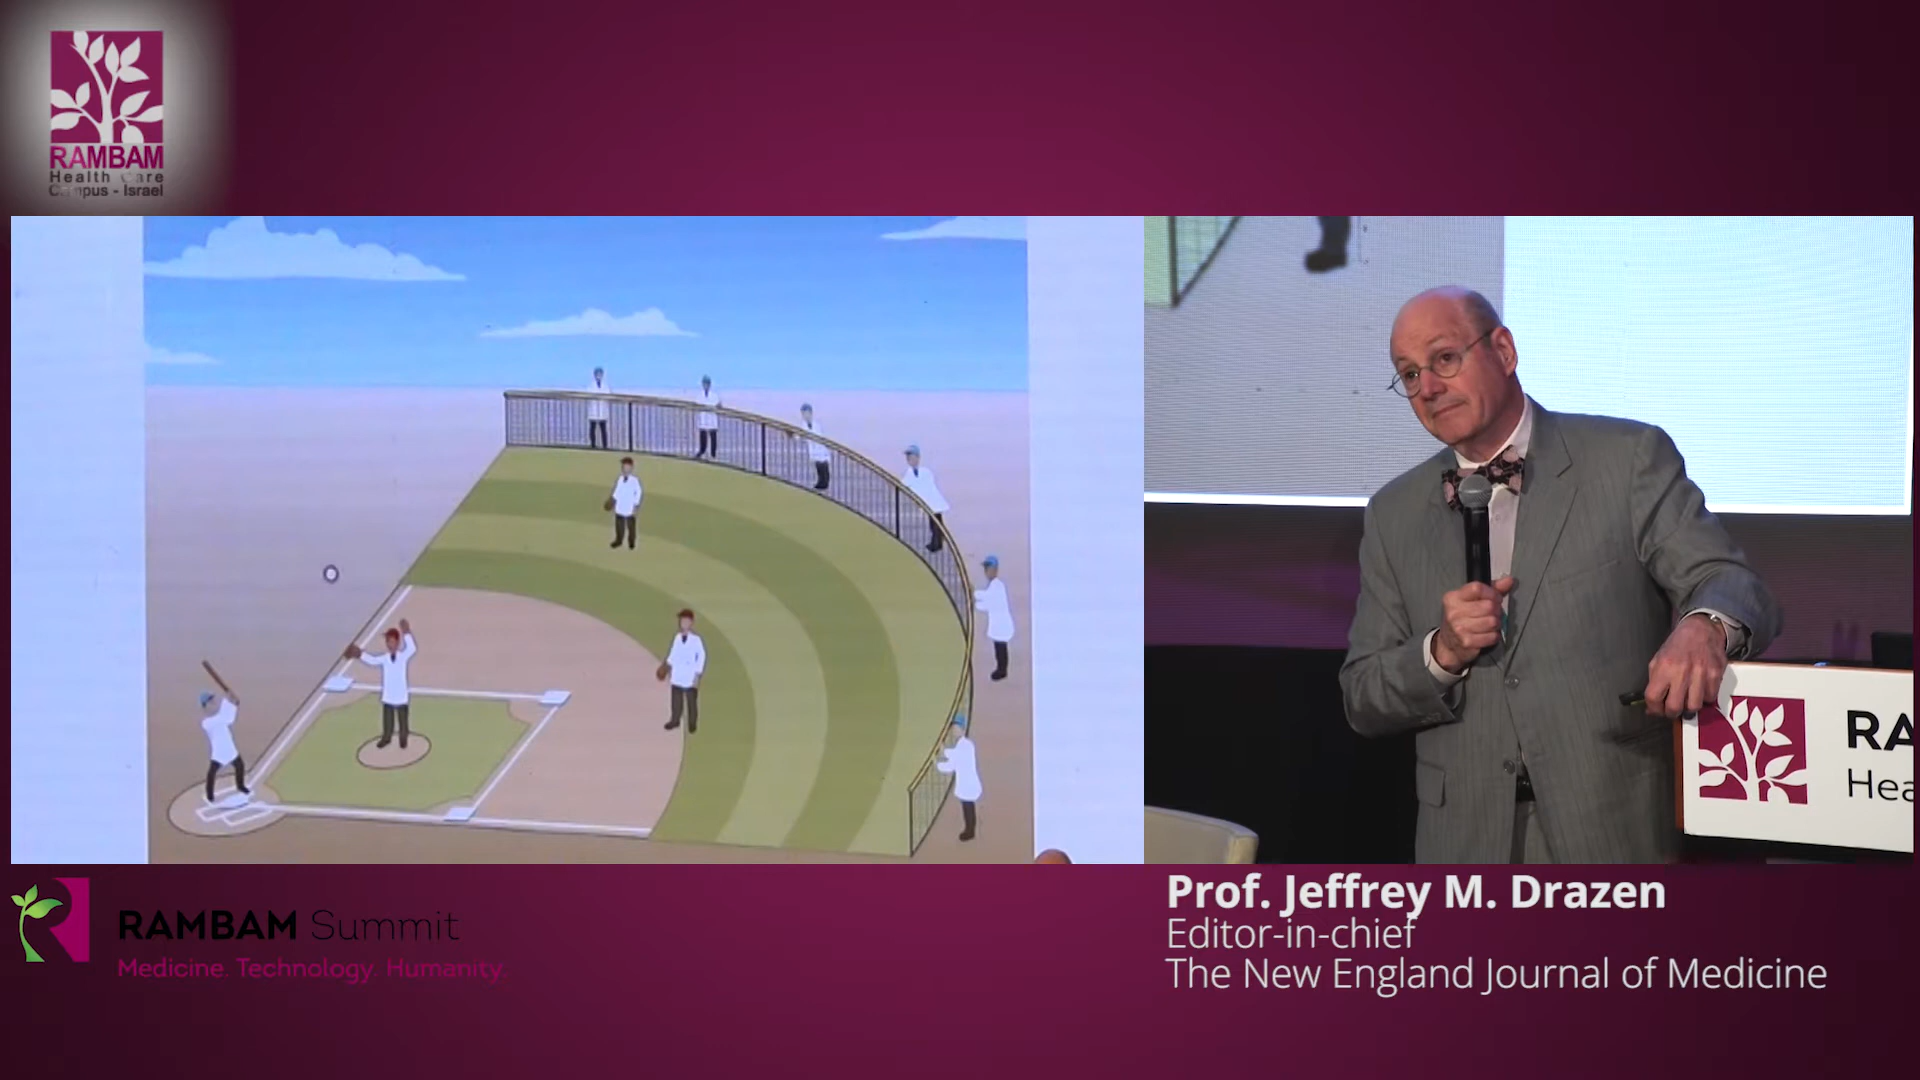 RAMBAM
Health Care
Campus - Israel
RAMBAM Summit
Medicine. Technology. Humanity.
Prof. Jeffrey M. Drazen
Editor-in-chief
The New England Journal of Medicine
RA
Hea